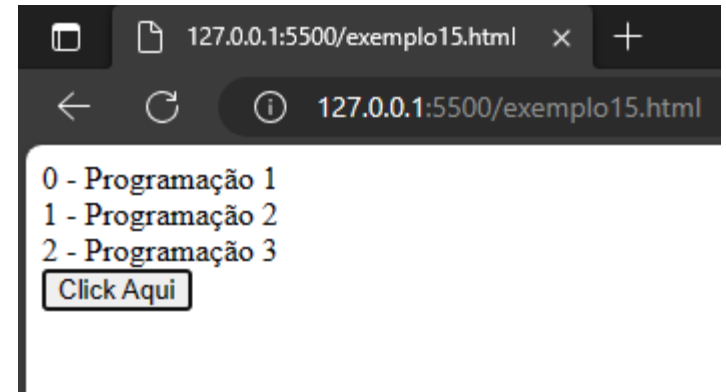 127.0.0.1:5500/exemplo15.html
127.0.0.1:5500/exemplo15.html
0 - Programação 1
1 - Programação 2
2 - Programação 3
Click Aqui